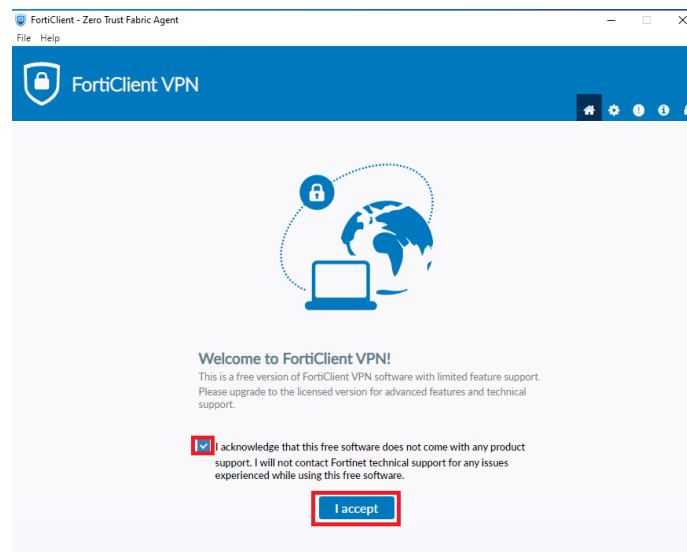 FortiClient - Zero Trust Fabric Agent
File Help
FortiClient VPN
Welcome to FortiClient VPN!
This is a free version of FortiClient VPN software with limited feature support.
Please upgrade to the licensed version for advanced features and technical
support.
I acknowledge that this free software does not come with any product
support. I will not contact Fortinet technical support for any issues
experienced while using this free software.
I accept